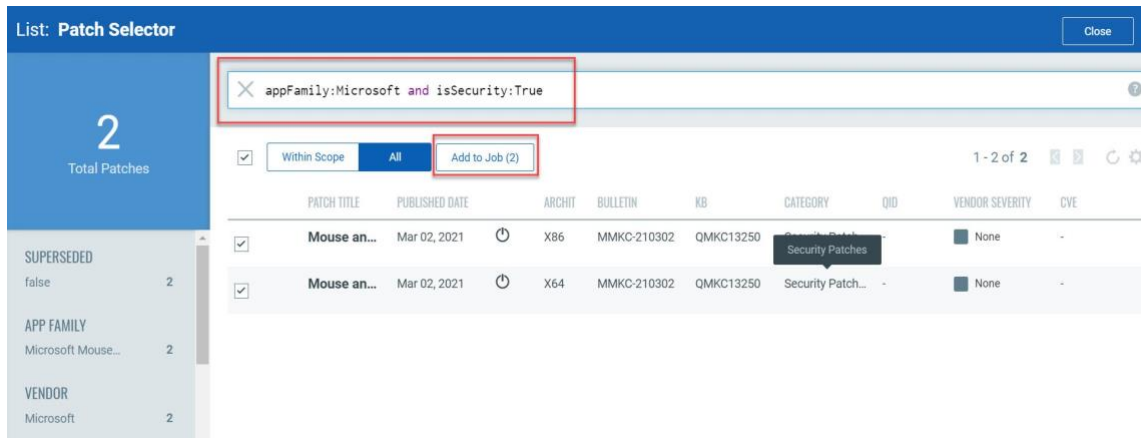 List: Patch Selector
Close
2
Total Patches
appFamily:Microsoft and isSecurity:True
Within Scope
All
Add to Job (2)
1 - 2 of 2
PATCH TITLE PUBLISHED DATE ARCHIT BULLETIN KB CATEGORY QID VENDOR SEVERITY CVE
Mouse an... Mar 02, 2021 X86 MMKC-210302 QMKC13250 - None -
Security Patches
Mouse an... Mar 02, 2021 X64 MMKC-210302 QMKC13250 Security Patch... - None -
SUPERSEDED
false 2
APP FAMILY
Microsoft Mouse... 2
VENDOR
Microsoft 2